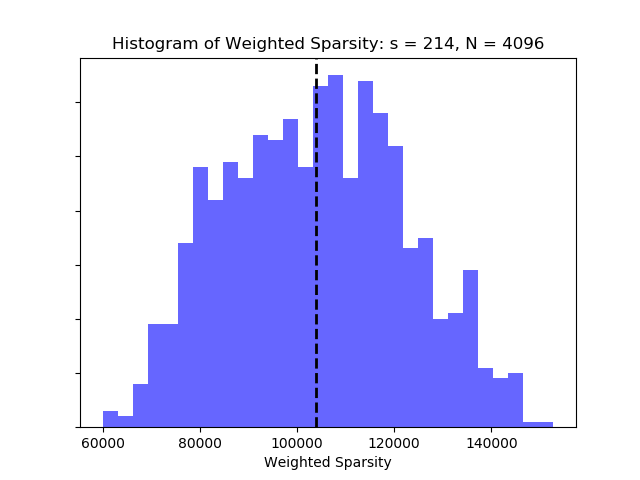 Histogram of Weighted Sparsity: s = 214, N = 4096
60000 80000 100000 120000 140000
Weighted Sparsity